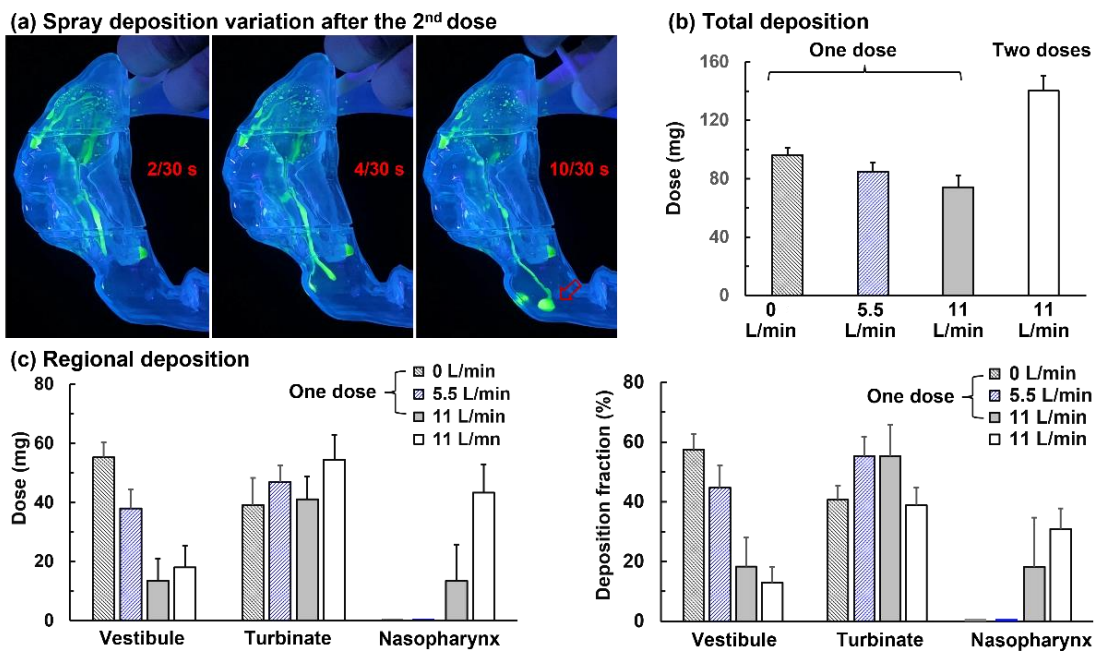 (a) Spray deposition variation after the 2nd dose
2/30 s
4/30 s
10/30 s
(b) Total deposition
One dose
Two doses
Dose (mg)
160
120
80
40
0
0
L/min
5.5
L/min
11
L/min
11
L/min
(c) Regional deposition
Dose (mg)
80
60
40
20
0
One dose
0 L/min
5.5 L/min
11 L/min
11 L/mn
Vestibule
Turbinate
Nasopharynx
Deposition fraction (%)
80
60
40
20
0
One dose
0 L/min
5.5 L/min
11 L/min
11 L/min
Vestibule
Turbinate
Nasopharynx